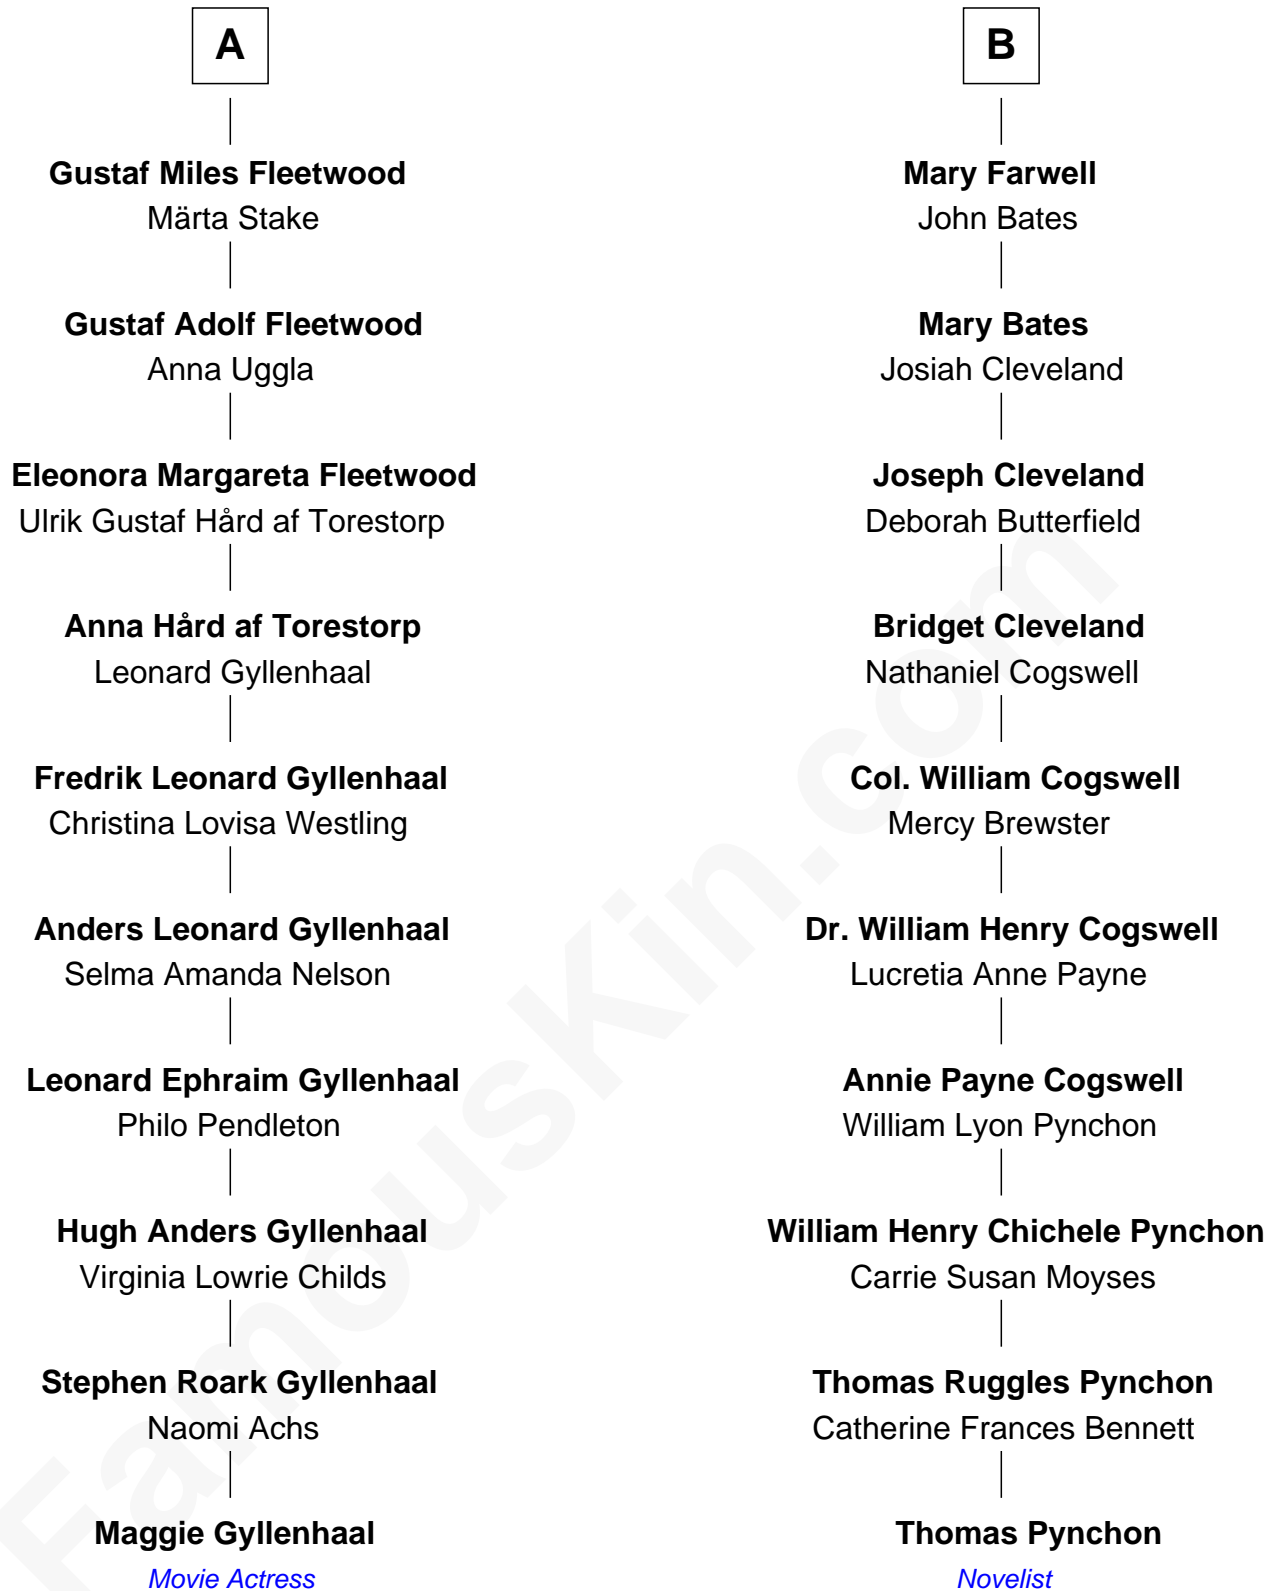 A
Gustaf Miles Fleetwood
Märta Stake
Gustaf Adolf Fleetwood
Anna Uggla
Eleonora Margareta Fleetwood
Ulrik Gustaf Hård af Torestorp
Anna Hård af Torestorp
Leonard Gyllenhaal
Fredrik Leonard Gyllenhaal
Christina Lovisa Westling
Anders Leonard Gyllenhaal
Selma Amanda Nelson
Leonard Ephraim Gyllenhaal
Philo Pendleton
Hugh Anders Gyllenhaal
Virginia Lowrie Childs
Stephen Roark Gyllenhaal
Naomi Achs
Maggie Gyllenhaal
Movie Actress
B
Mary Farwell
John Bates
Mary Bates
Josiah Cleveland
Joseph Cleveland
Deborah Butterfield
Bridget Cleveland
Nathaniel Cogswell
Col. William Cogswell
Mercy Brewster
Dr. William Henry Cogswell
Lucretia Anne Payne
Annie Payne Cogswell
William Lyon Pynchon
William Henry Chichele Pynchon
Carrie Susan Moyses
Thomas Ruggles Pynchon
Catherine Frances Bennett
Thomas Pynchon
Novelist
FamousKin.com